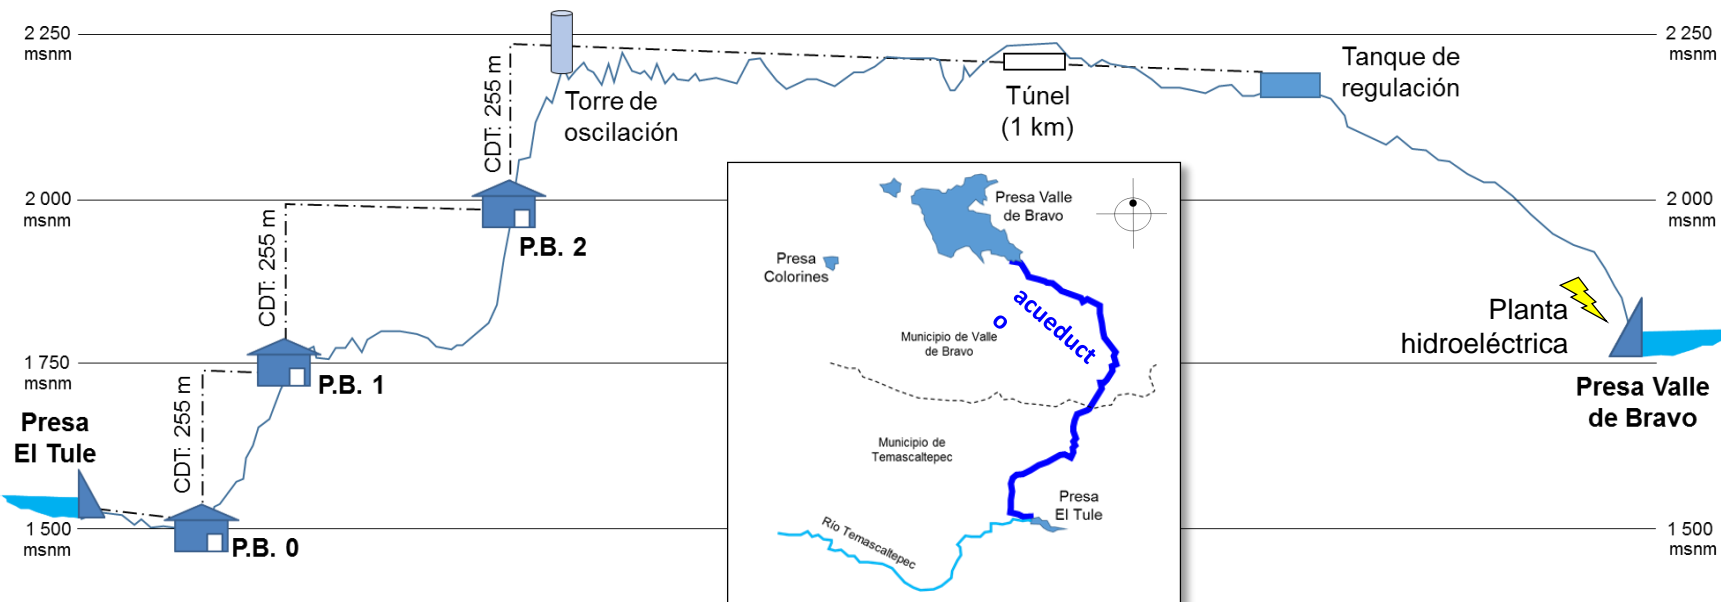 2 250
msnm
2 000
msnm
1 750
msnm
1 500
msnm
Presa
El Tule
CDT: 255 m
P.B. 0
CDT: 255 m
P.B. 1
CDT: 255 m
P.B. 2
Torre de
oscilación
Túnel
(1 km)
Tanque de
regulación
2 250
msnm
2 000
msnm
Planta
hidroeléctrica
Presa Valle
de Bravo
1 500
msnm
Presa Valle
de Bravo
Presa
Colorines
acueduct
o
Municipio de Valle
de Bravo
Municipio de
Temascaltepec
Presa
El Tule
Río Temascaltepec